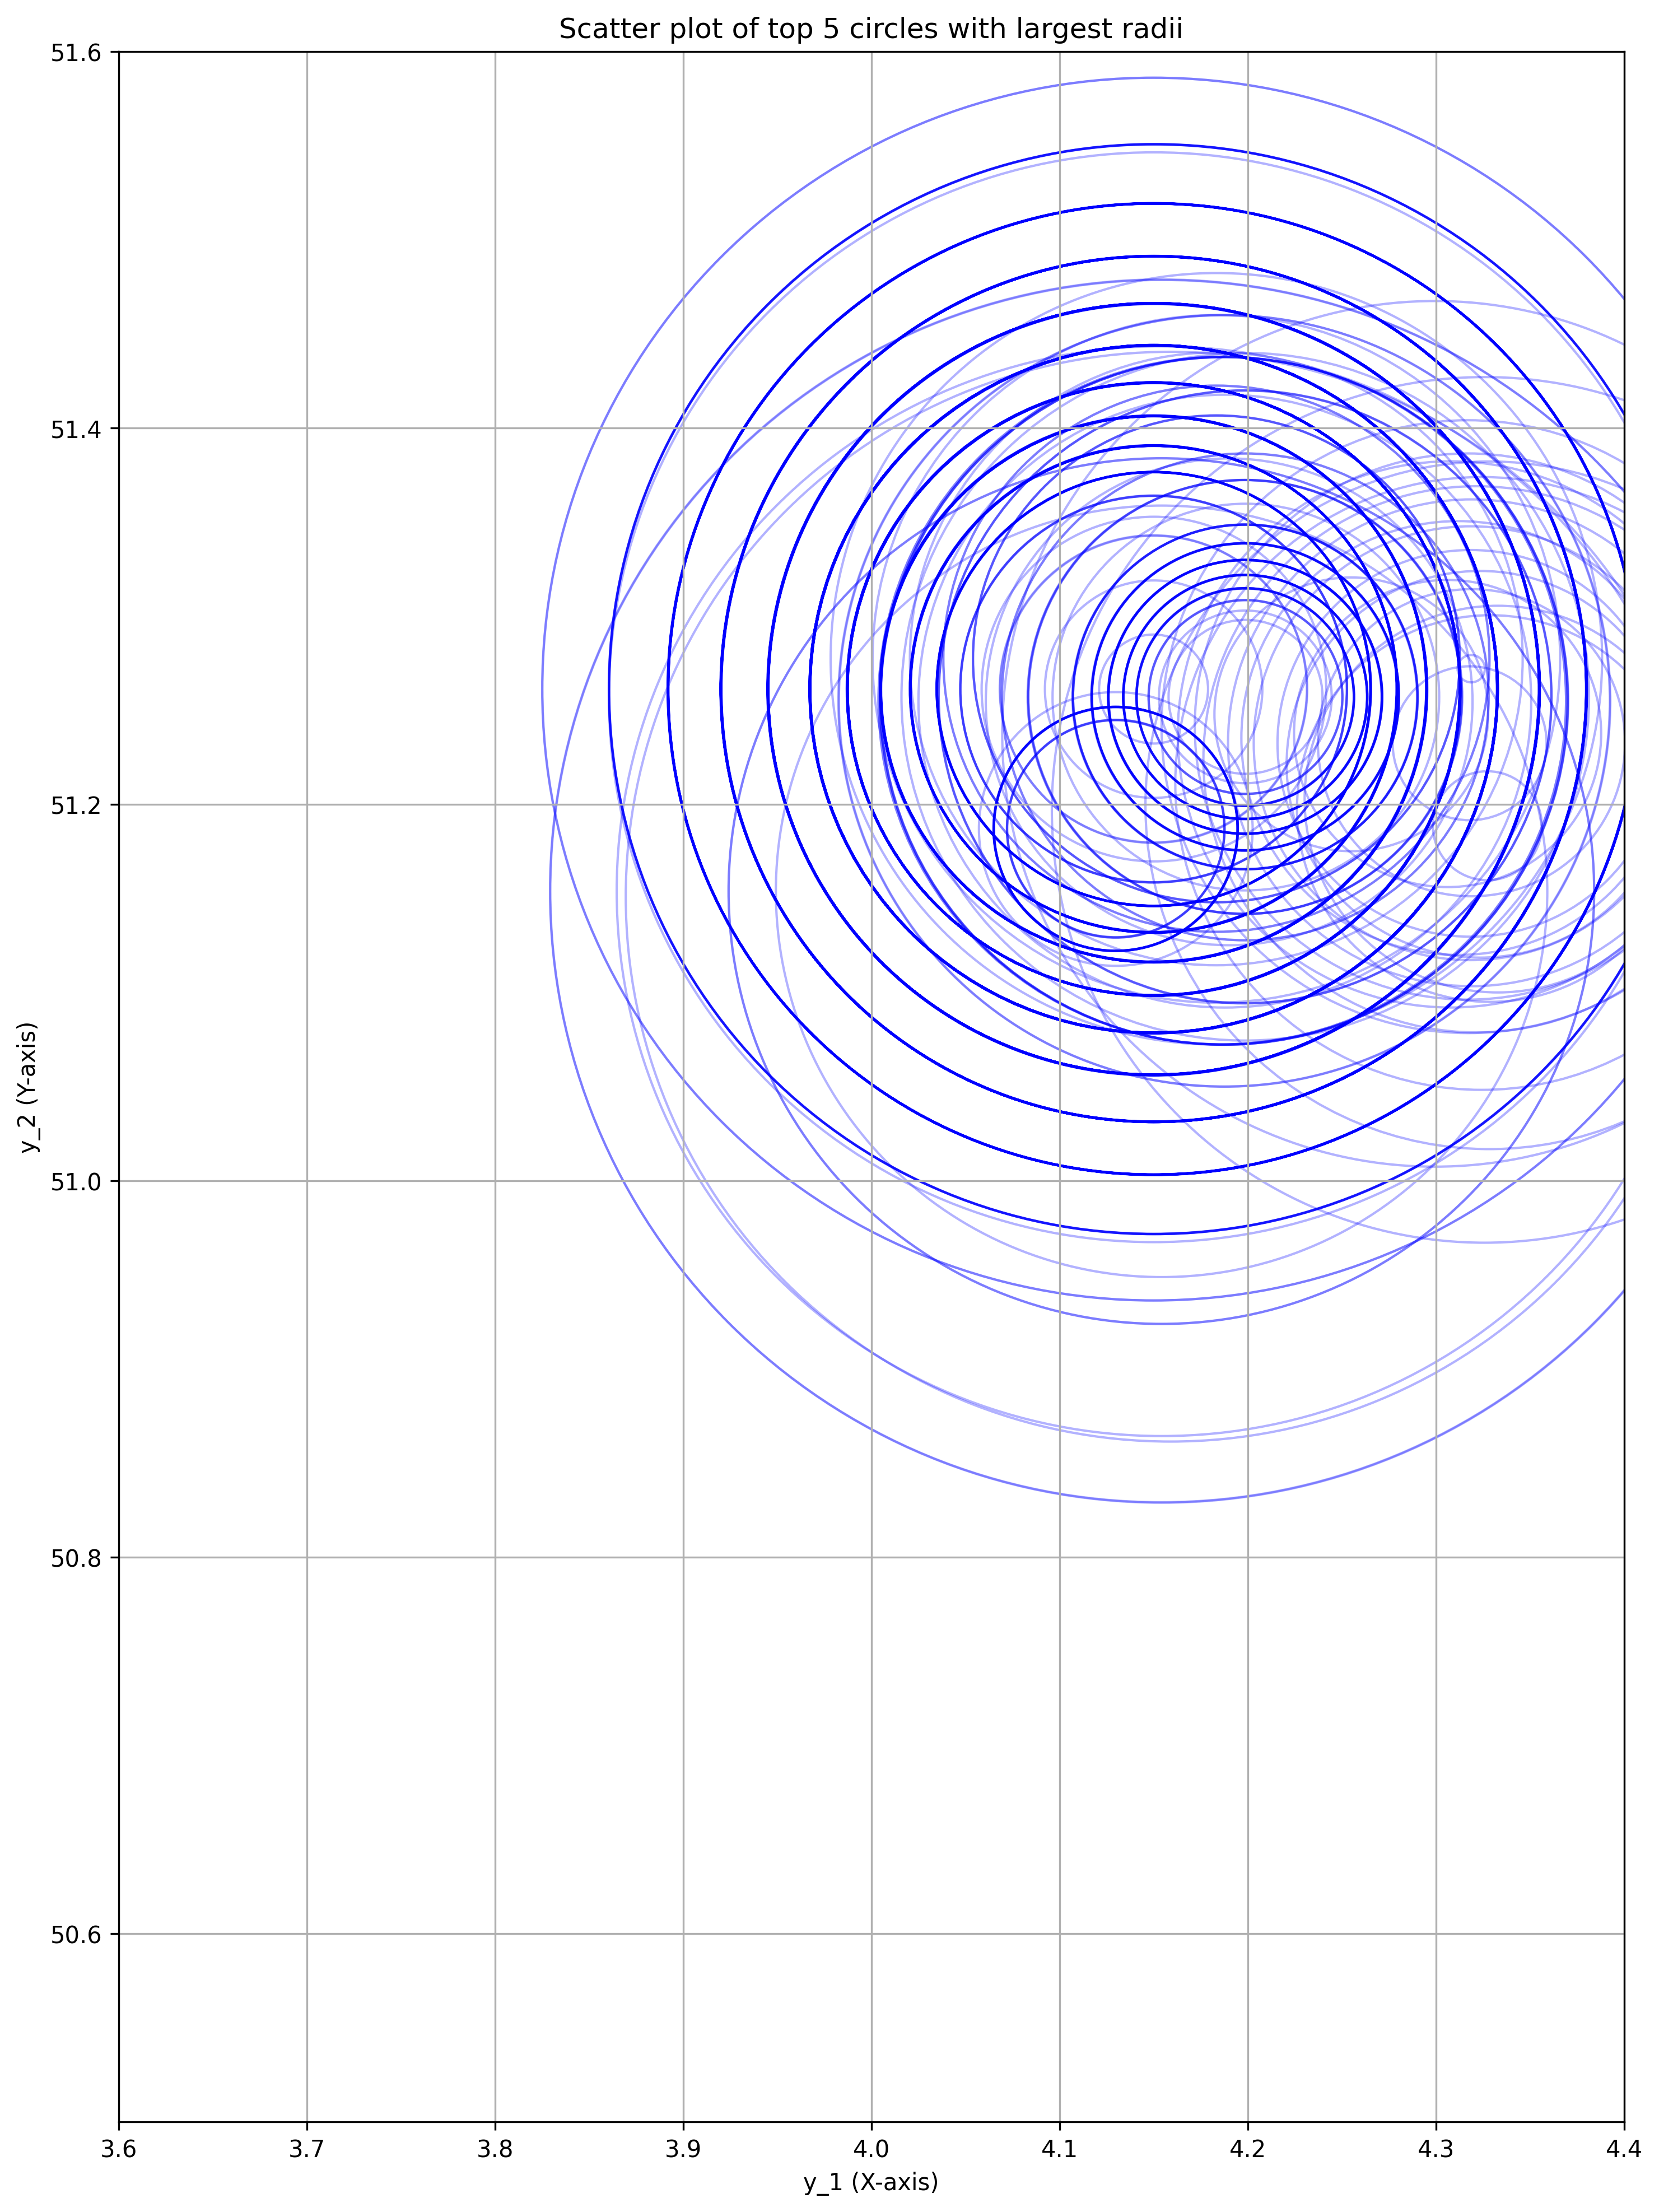 Scatter plot of top 5 circles with largest radii
51.6
51.4
51.2
51.0
50.8
50.6
y_2 (Y-axis)
3.6 3.7 3.8 3.9 4.0 4.1 4.2 4.3 4.4
y_1 (X-axis)